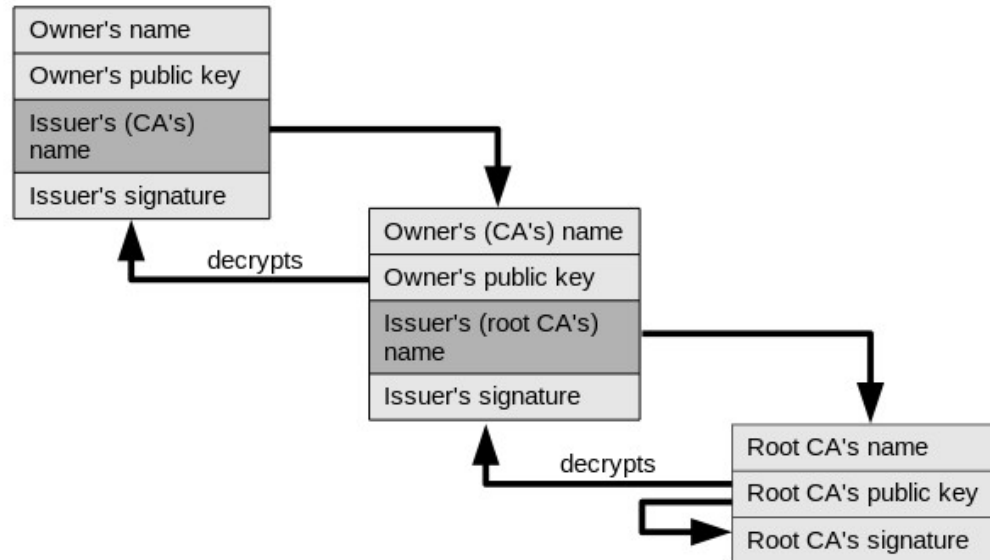 Owner's name
Owner's public key
Issuer's (CA's)
name
Issuer's signature
decrypts
Owner's (CA's) name
Owner's public key
Issuer's (root CA's)
name
Issuer's signature
decrypts
Root CA's name
Root CA's public key
Root CA's signature